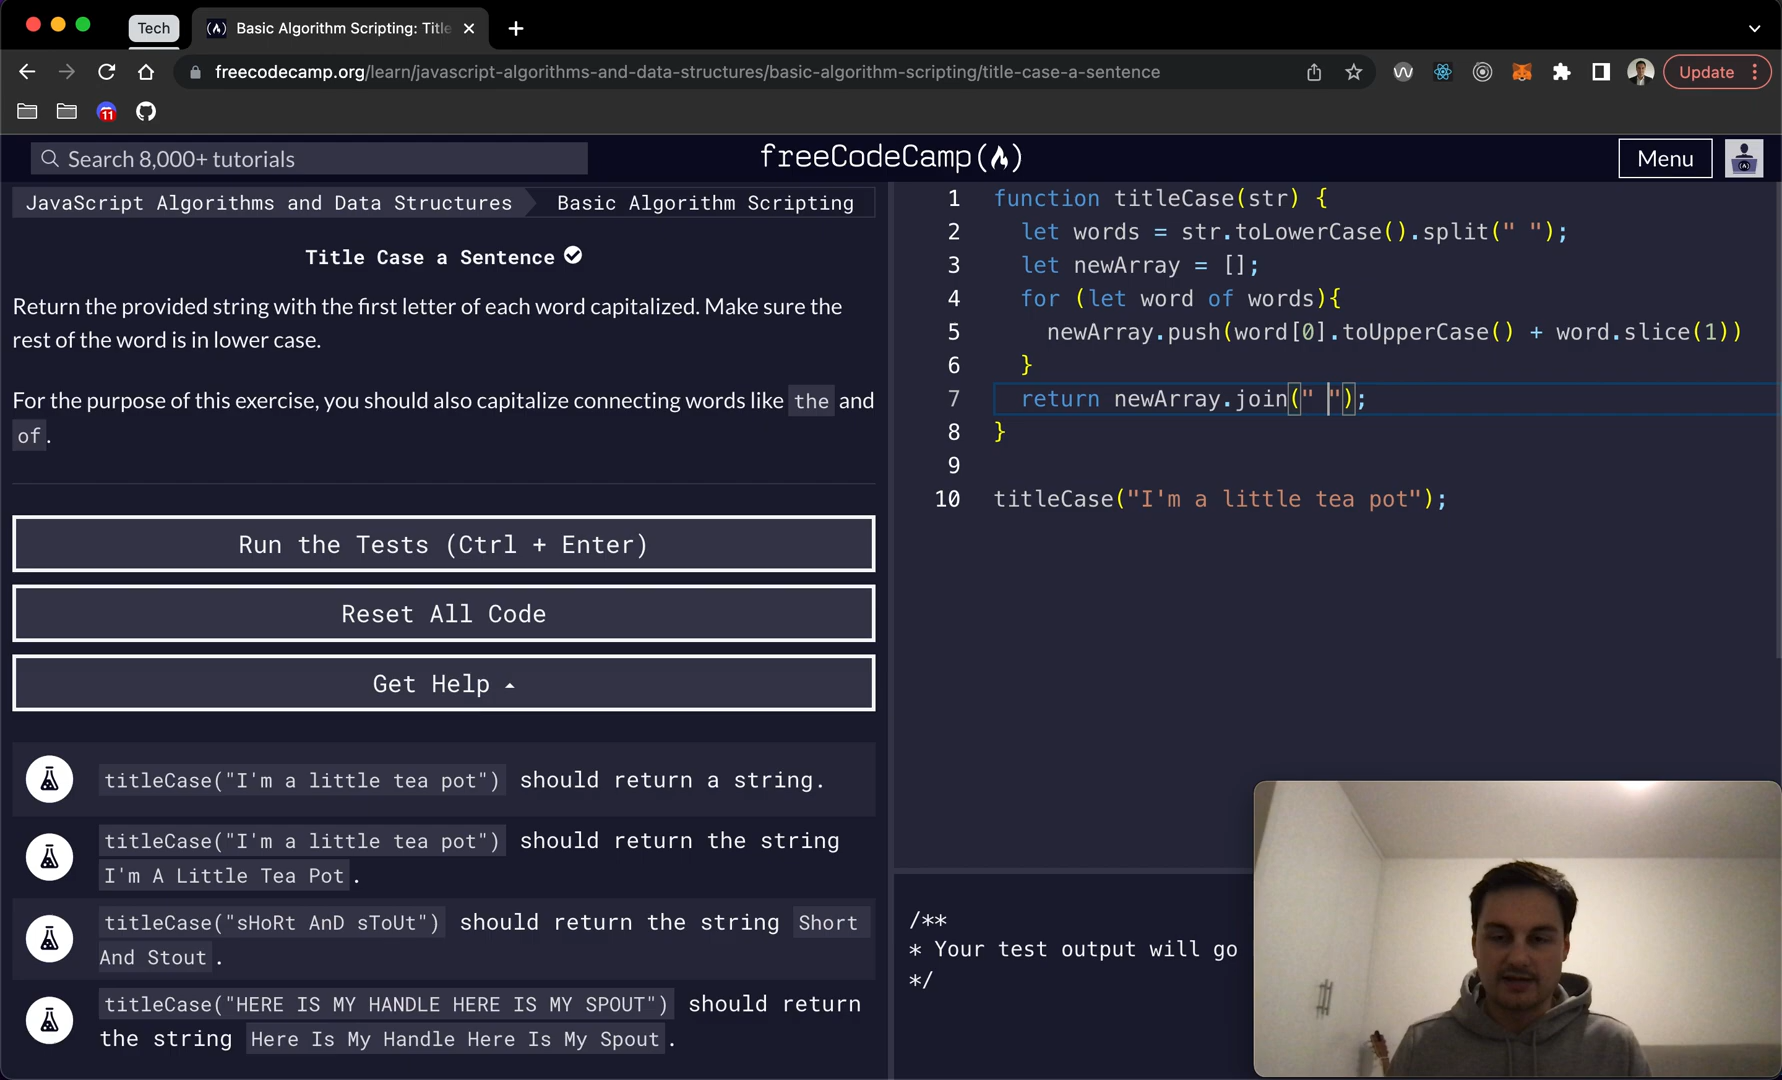 Tech
Basic Algorithm Scripting: Title
freecodecamp.org/learn/javascript-algorithms-and-data-structures/basic-algorithm-scripting/title-case-a-sentence
Update
11
Search 8,000+ tutorials
freeCodeCamp(
)
Menu
JavaScript Algorithms and Data Structures
Basic Algorithm Scripting
Title Case a Sentence
Return the provided string with the first letter of each word capitalized. Make sure the
rest of the word is in lower case.
For the purpose of this exercise, you should also capitalize connecting words like the and
of.
Run the Tests (Ctrl + Enter)
Reset All Code
Get Help
titleCase("I'm a little tea pot") should return a string.
titleCase("I'm a little tea pot") should return the string
I'm A Little Tea Pot.
titleCase("sHoRt AnD sToUt") should return the string Short
And Stout.
titleCase("HERE IS MY HANDLE HERE IS MY SPOUT") should return
the string Here Is My Handle Here Is My Spout.
1 function titleCase(str) {
2 let words = str.toLowerCase().split(" ");
3 let newArray = [];
4 for (let word of words){
5 newArray.push(word[0].toUpperCase() + word.slice(1))
6 }
7 return newArray.join(" ");
8 }
9
10 titleCase("I'm a little tea pot");
/**
* Your test output will go
*/